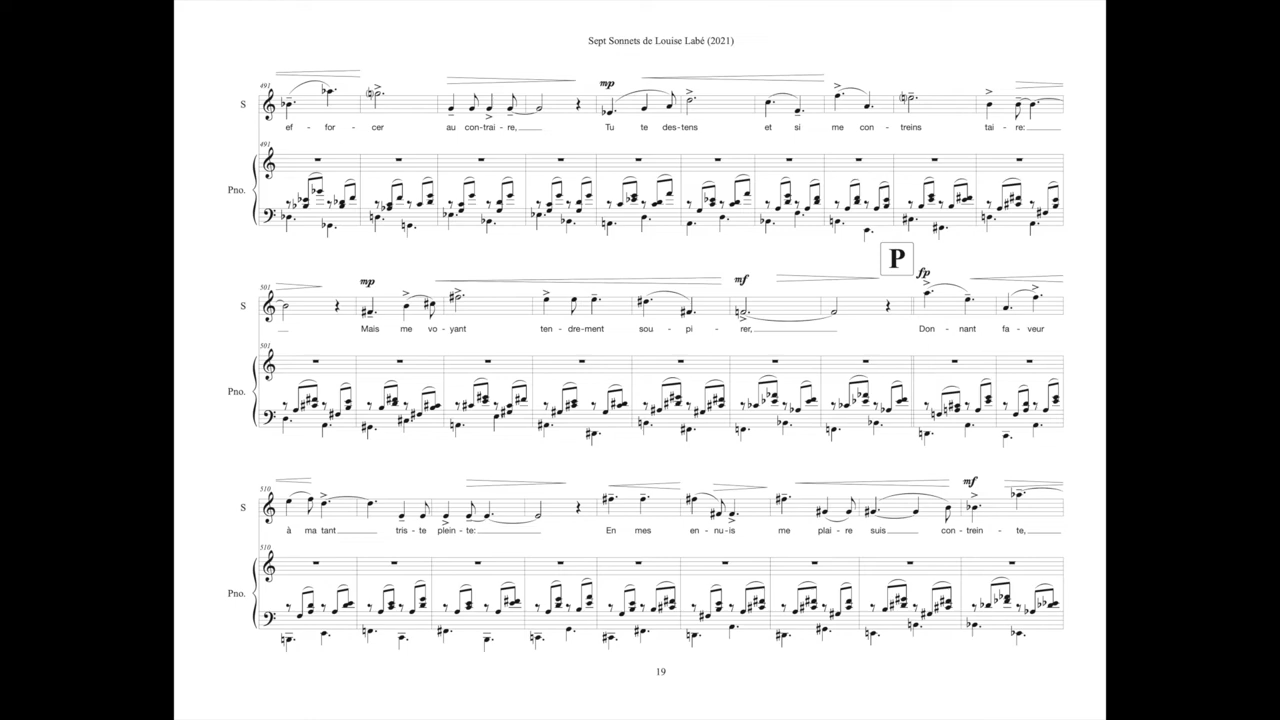 Sept Sonnets de Louise Labé (2021)
491 mp
S
ef - for - cer au con-trai - re, Tu te des-tens et si me con - treins tai - re:
491
Pno.
P
501 mp mf fp
S
Mais me vo - yant ten - dre-ment sou - pi - rer, Don - nant fa - veur
501
Pno.
510 mf
S
à ma tant tris - te plein - te: En mes en - nu - is me plai - re suis con - trein - te,
510
Pno.
19